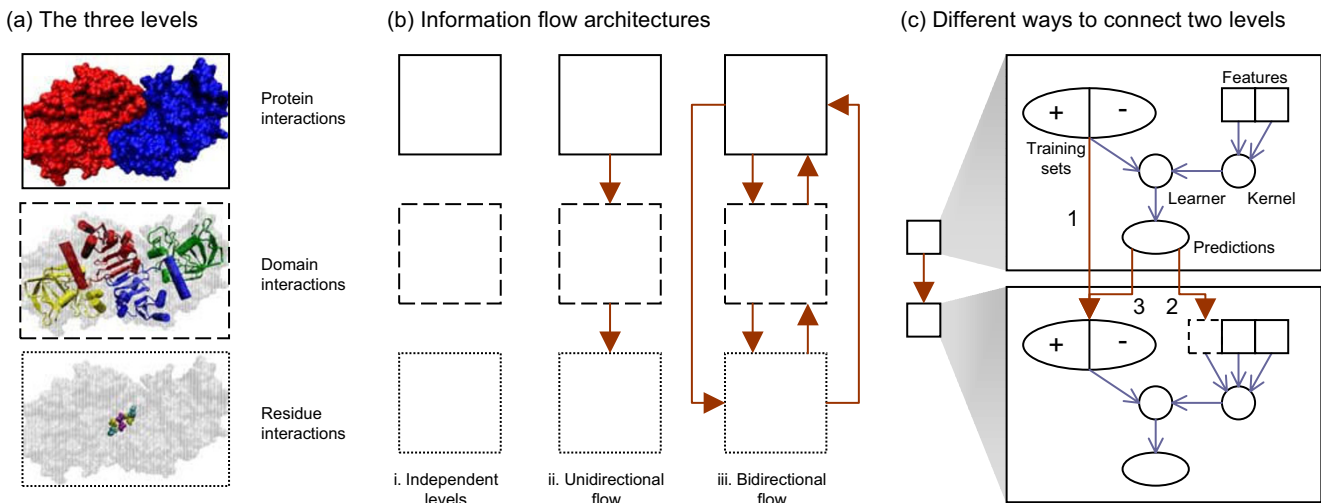 (a) The three levels
Protein
interactions
Domain
interactions
Residue
interactions
(b) Information flow architectures
i. Independent
levels
ii. Unidirectional
flow
iii. Bidirectional
flow
(c) Different ways to connect two levels
Features
+ -
Training
sets
Learner
Kernel
1
Predictions
3
2
+ -